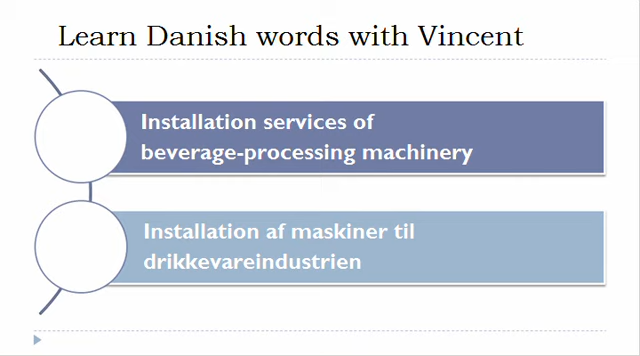 Learn Danish words with Vincent
Installation services of
beverage-processing machinery
Installation af maskiner til
drikkevareindustrien